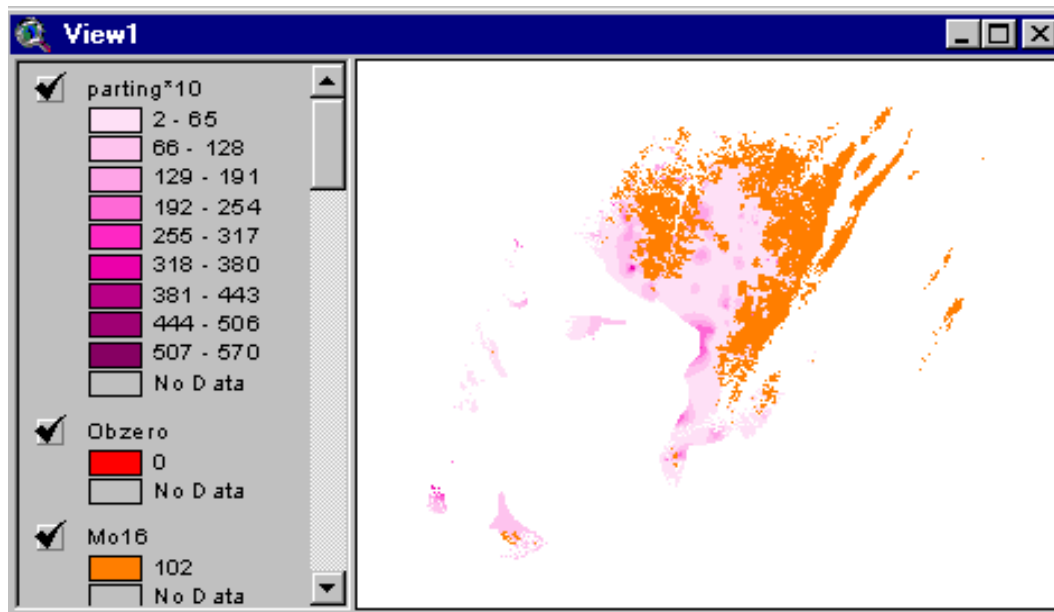 View1
parting*10
2 - 65
66 - 128
129 - 191
192 - 254
255 - 317
318 - 380
381 - 443
444 - 506
507 - 570
No Data
Obzero
0
No Data
Mo16
102
No Data